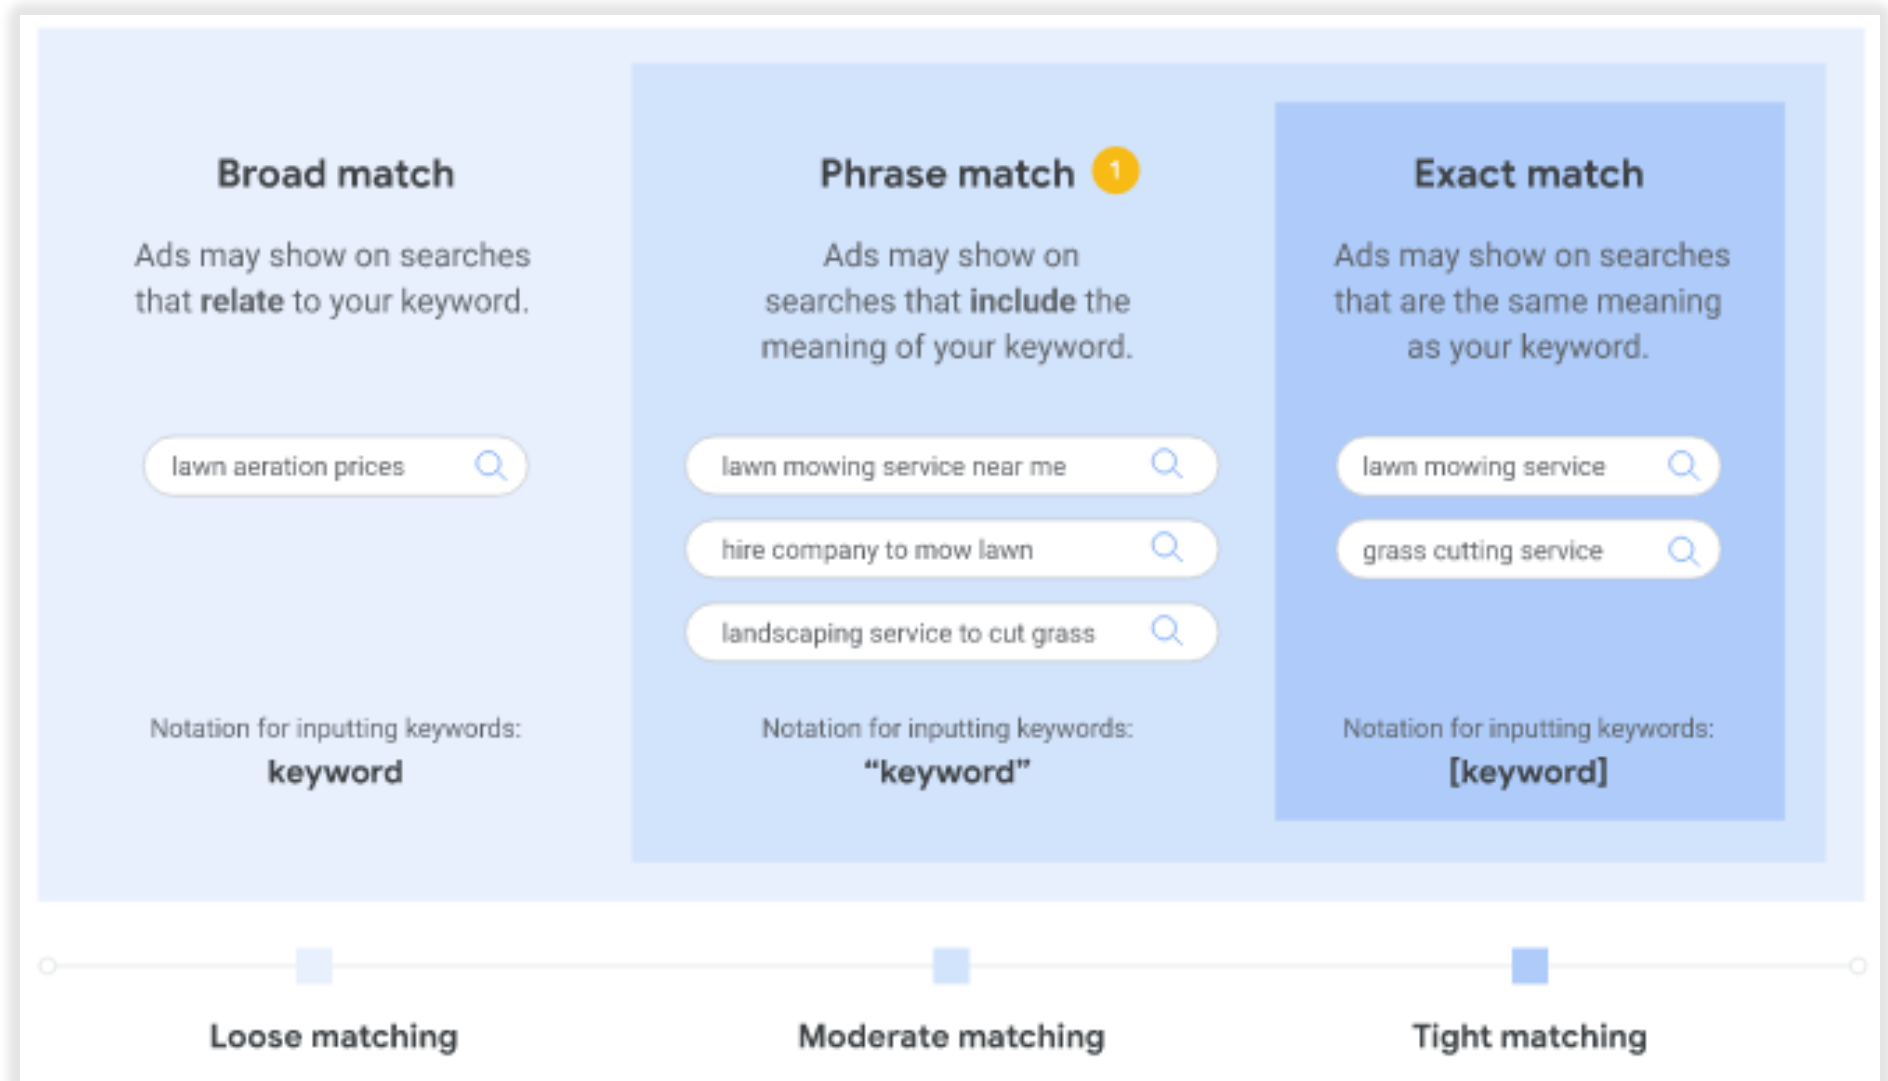 Broad match
Ads may show on searches
that relate to your keyword.
lawn aeration prices
Notation for inputting keywords:
keyword
Phrase match 1
Ads may show on
searches that include the
meaning of your keyword.
lawn mowing service near me
hire company to mow lawn
landscaping service to cut grass
Notation for inputting keywords:
“keyword”
Exact match
Ads may show on searches
that are the same meaning
as your keyword.
lawn mowing service
grass cutting service
Notation for inputting keywords:
[keyword]
Loose matching
Moderate matching
Tight matching